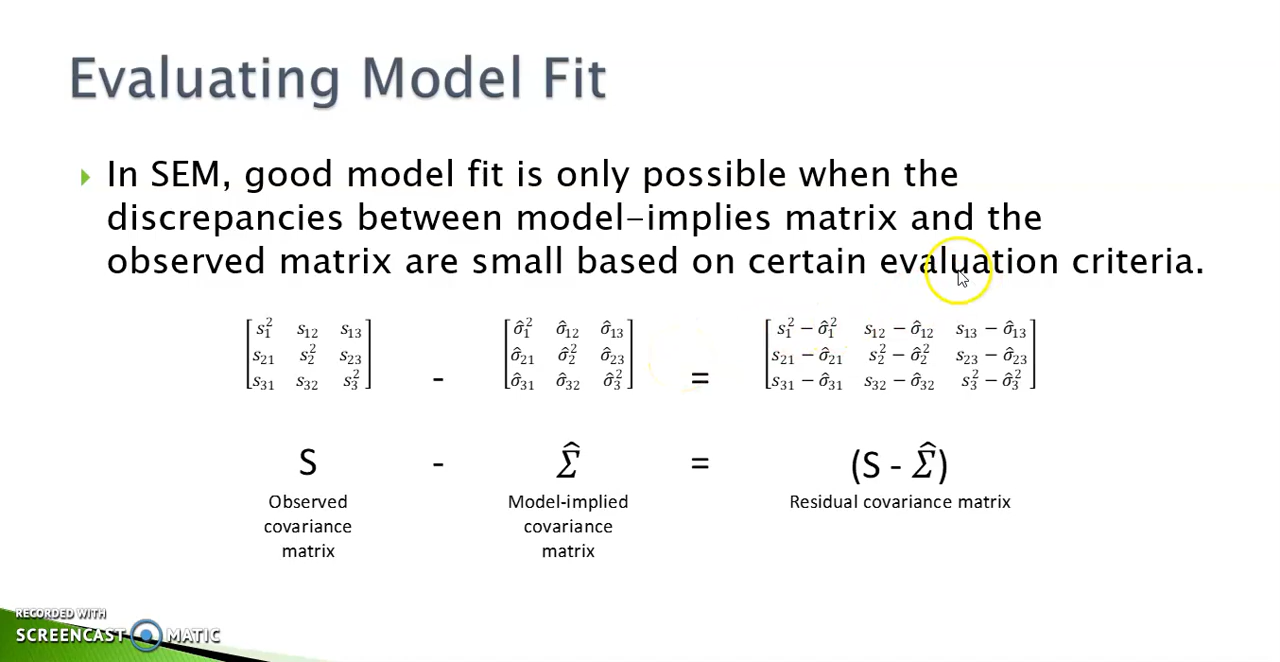 Evaluating Model Fit
In SEM, good model fit is only possible when the
discrepancies between model-implies matrix and the
observed matrix are small based on certain evaluation criteria.
[s₁² s₁₂ s₁₃
s₂₁ s₂² s₂₃
s₃₁ s₃₂ s₃²]
-
[σ̂₁² σ̂₁₂ σ̂₁₃
σ̂₂₁ σ̂₂² σ̂₂₃
σ̂₃₁ σ̂₃₂ σ̂₃²]
=
[s₁² − σ̂₁² s₁₂ − σ̂₁₂ s₁₃ − σ̂₁₃
s₂₁ − σ̂₂₁ s₂² − σ̂₂² s₂₃ − σ̂₂₃
s₃₁ − σ̂₃₁ s₃₂ − σ̂₃₂ s₃² − σ̂₃²]
S - Σ̂ = (S - Σ̂)
Observed
covariance
matrix
Model-implied
covariance
matrix
Residual covariance matrix
RECORDED WITH
SCREENCAST MATIC